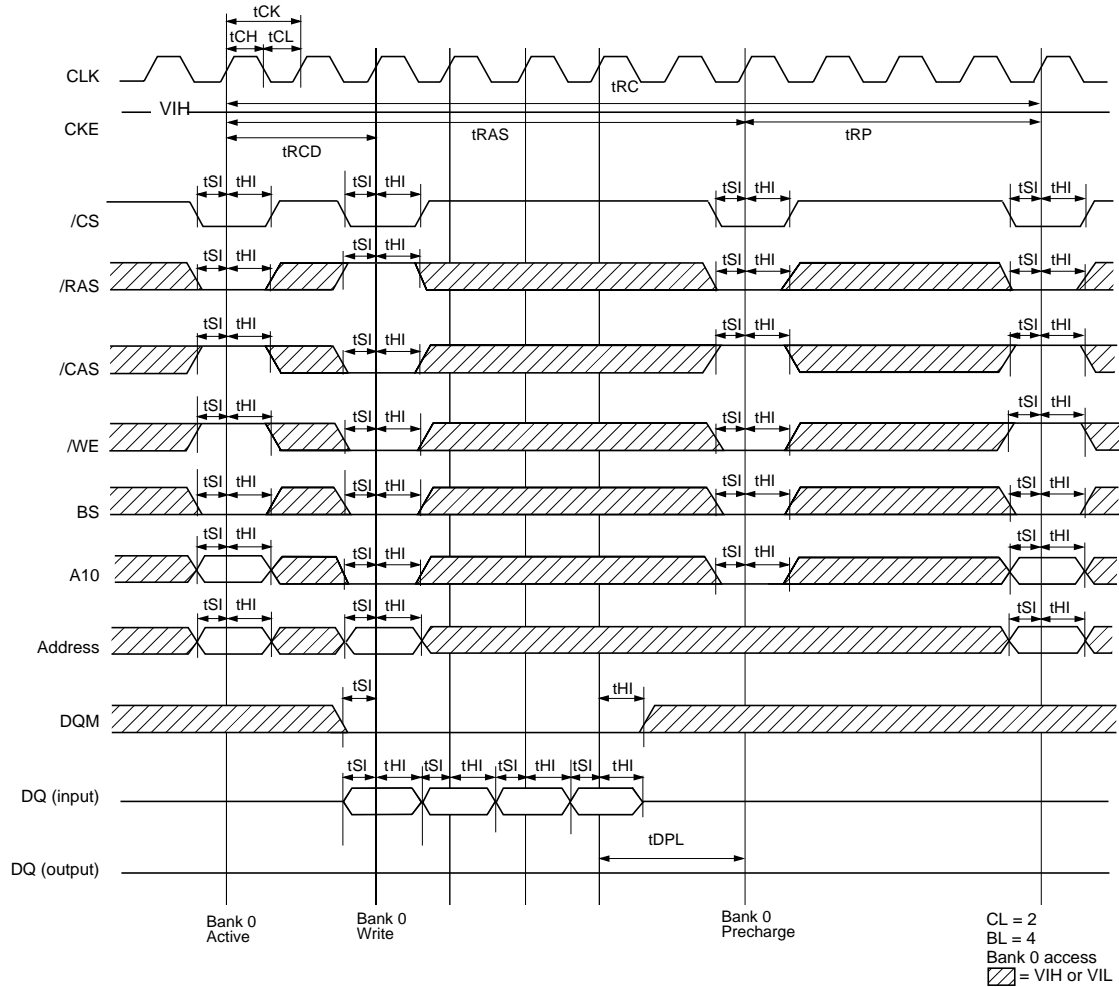 tCK
tCH tCL
CLK
tRC
VIH
CKE
tRAS tRP
tRCD
tSI tHI tSI tHI tSI tHI tSI tHI
/CS
tSI tHI
tSI tHI tSI tHI tSI tHI
/RAS
tSI tHI tSI tHI tSI tHI
tSI tHI
/CAS
tSI tHI tSI tHI
tSI tHI tSI tHI
/WE
tSI tHI tSI tHI tSI tHI tSI tHI
BS
tSI tHI tSI tHI tSI tHI tSI tHI
A10
tSI tHI tSI tHI tSI tHI
Address
tSI tHI
DQM
tSI tHI tSI tHI tSI tHI tSI tHI
DQ (input)
tDPL
DQ (output)
Bank 0
Active
Bank 0
Write
Bank 0
Precharge
CL = 2
BL = 4
Bank 0 access
= VIH or VIL